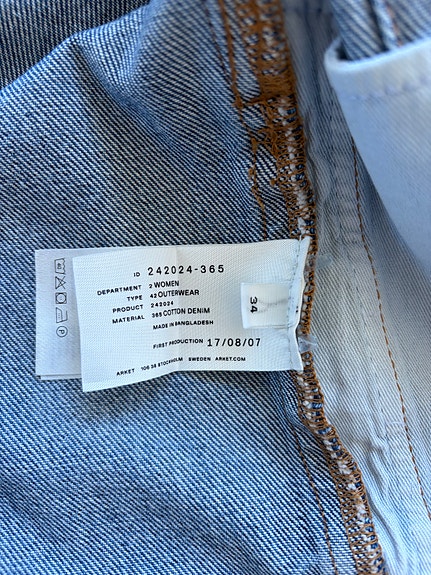 ID 242024-365
DEPARTMENT 2 WOMEN
TYPE 42 OUTERWEAR
PRODUCT 242024
MATERIAL 365 COTTON DENIM
MADE IN BANGLADESH
FIRST PRODUCTION 17/08/07
ARKET 106 38 STOCKHOLM SWEDEN ARKET.COM
34